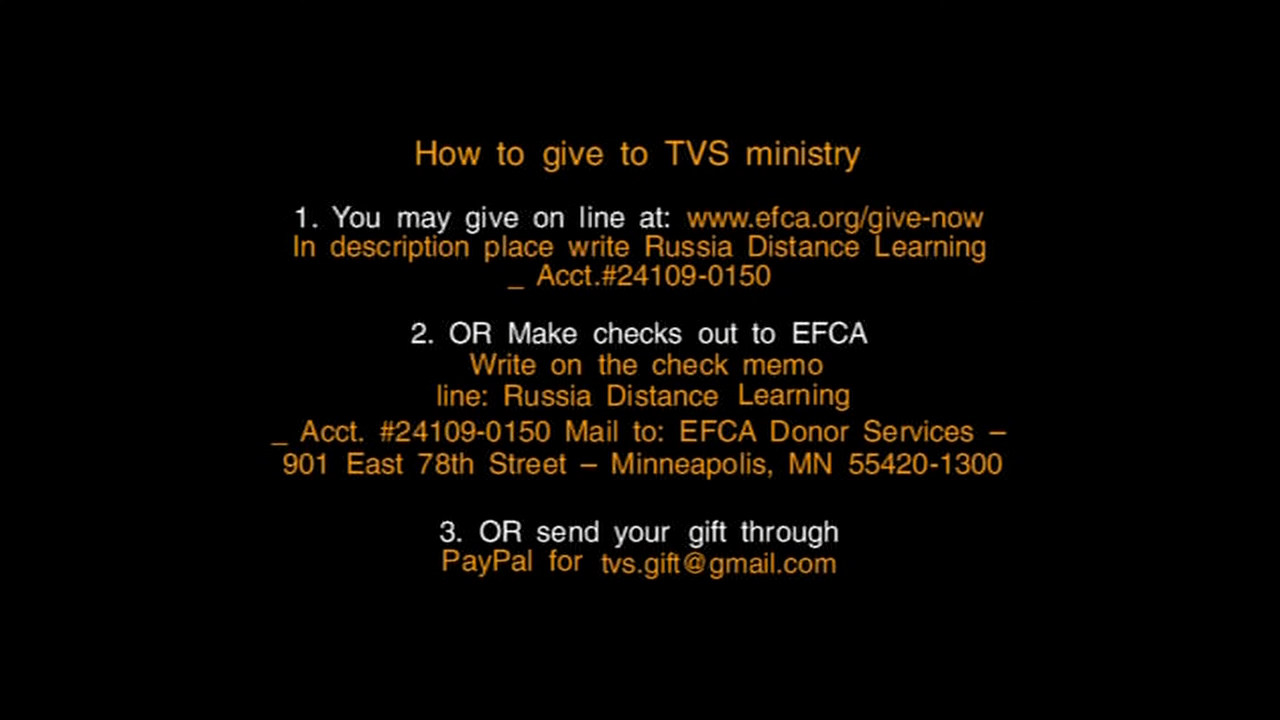 How to give to TVS ministry
1. You may give on line at: www.efca.org/give-now
In description place write Russia Distance Learning
_ Acct.#24109-0150
2. OR Make checks out to EFCA
Write on the check memo
line: Russia Distance Learning
_ Acct. #24109-0150 Mail to: EFCA Donor Services –
901 East 78th Street – Minneapolis, MN 55420-1300
3. OR send your gift through
PayPal for tvs.gift@gmail.com